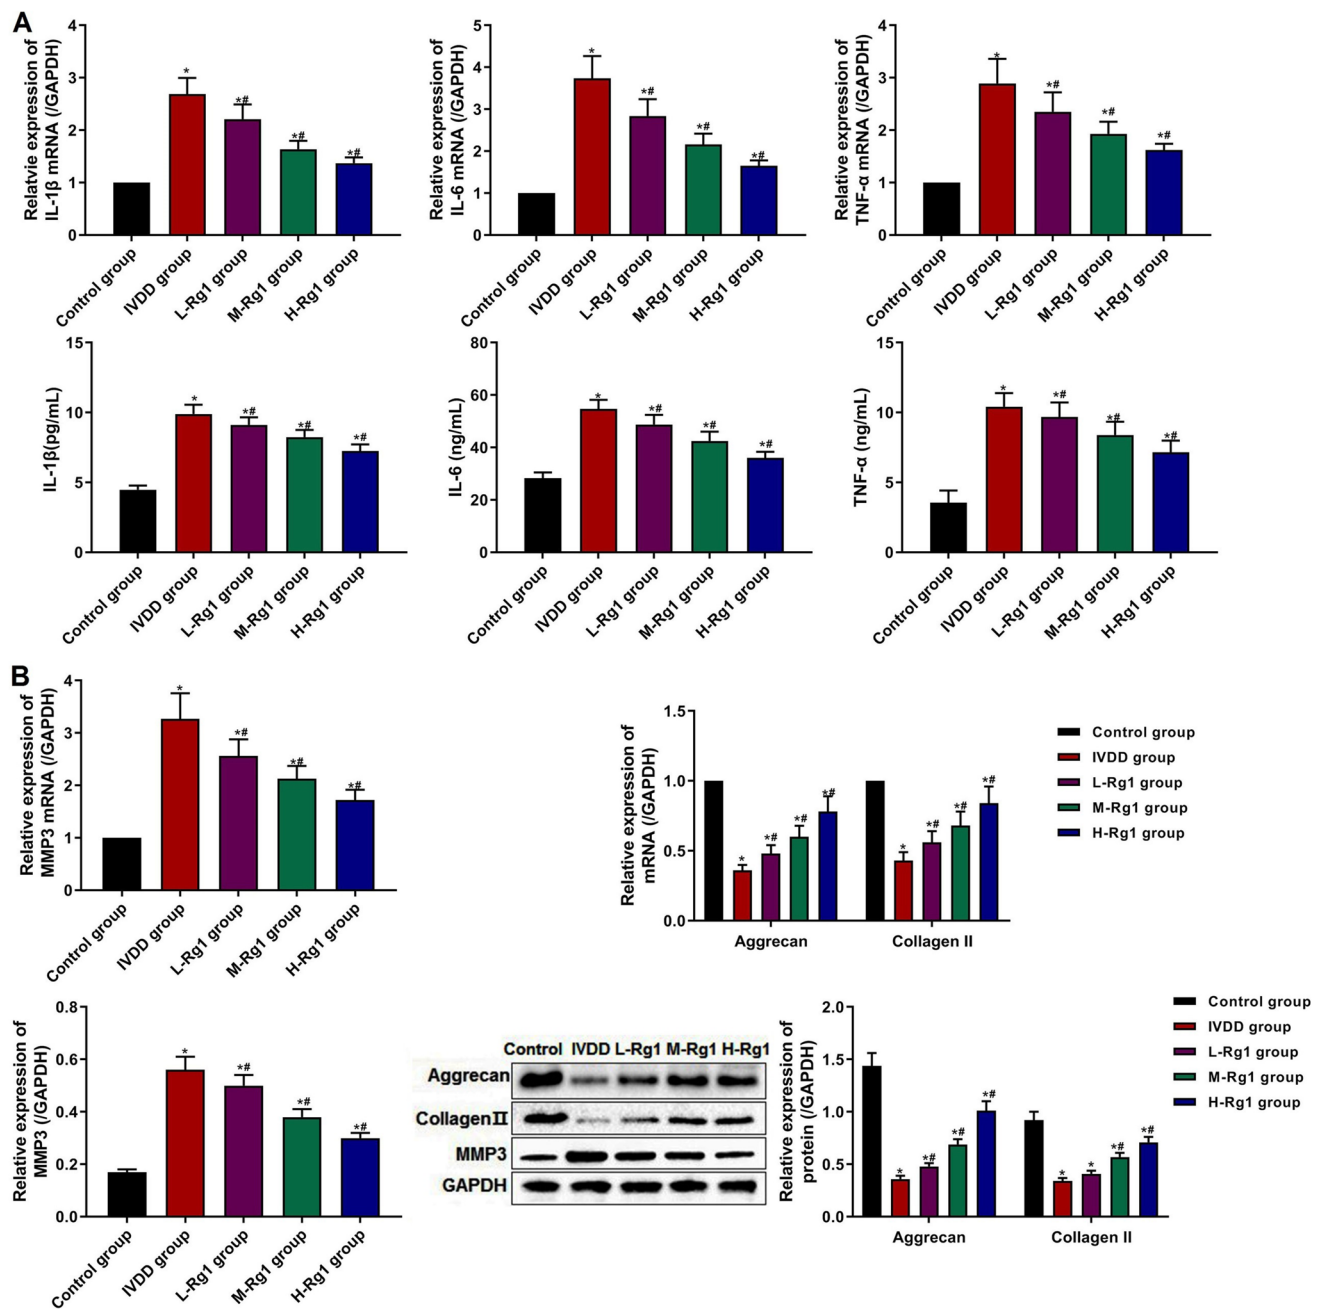 A
Relatvie expression of
IL-1β mRNA (/GAPDH)
4
3
2
1
0
*
*#
*#
*#
Control group
IVDD group
L-Rg1 group
M-Rg1 group
H-Rg1 group
Relative expression of
IL-6 mRNA (/GAPDH)
5
4
3
2
1
0
*
*#
*#
*#
Control group
IVDD group
L-Rg1 group
M-Rg1 group
H-Rg1 group
Relative expression of
TNF-α mRNA (/GAPDH)
4
3
2
1
0
*
*#
*#
*#
Control group
IVDD group
L-Rg1 group
M-Rg1 group
H-Rg1 group
IL-1β(pg/mL)
15
10
5
0
*
*#
*#
*#
Control group
IVDD group
L-Rg1 group
M-Rg1 group
H-Rg1 group
IL-6 (ng/mL)
80
60
40
20
0
*
*#
*#
*#
Control group
IVDD group
L-Rg1 group
M-Rg1 group
H-Rg1 group
TNF-α (ng/mL)
15
10
5
0
*
*#
*#
*#
Control group
IVDD group
L-Rg1 group
M-Rg1 group
H-Rg1 group
B
Relative expression of
MMP3 mRNA (/GAPDH)
4
3
2
1
0
*
*#
*#
*#
Control group
IVDD group
L-Rg1 group
M-Rg1 group
H-Rg1 group
Relative expression of
mRNA (/GAPDH)
1.5
1.0
0.5
0.0
*
*#
*#
*#
*
*#
*#
*#
Aggrecan
Collagen II
Control group
IVDD group
L-Rg1 group
M-Rg1 group
H-Rg1 group
Relative expression of
MMP3 (/GAPDH)
0.8
0.6
0.4
0.2
0.0
*
*#
*#
*#
Control group
IVDD group
L-Rg1 group
M-Rg1 group
H-Rg1 group
Control IVDD L-Rg1 M-Rg1 H-Rg1
Aggrecan
CollagenII
MMP3
GAPDH
Relative expression of
protein (/GAPDH)
2.0
1.5
1.0
0.5
0.0
*
*#
*#
*#
*
*
*#
*#
Aggrecan
Collagen II
Control group
IVDD group
L-Rg1 group
M-Rg1 group
H-Rg1 group